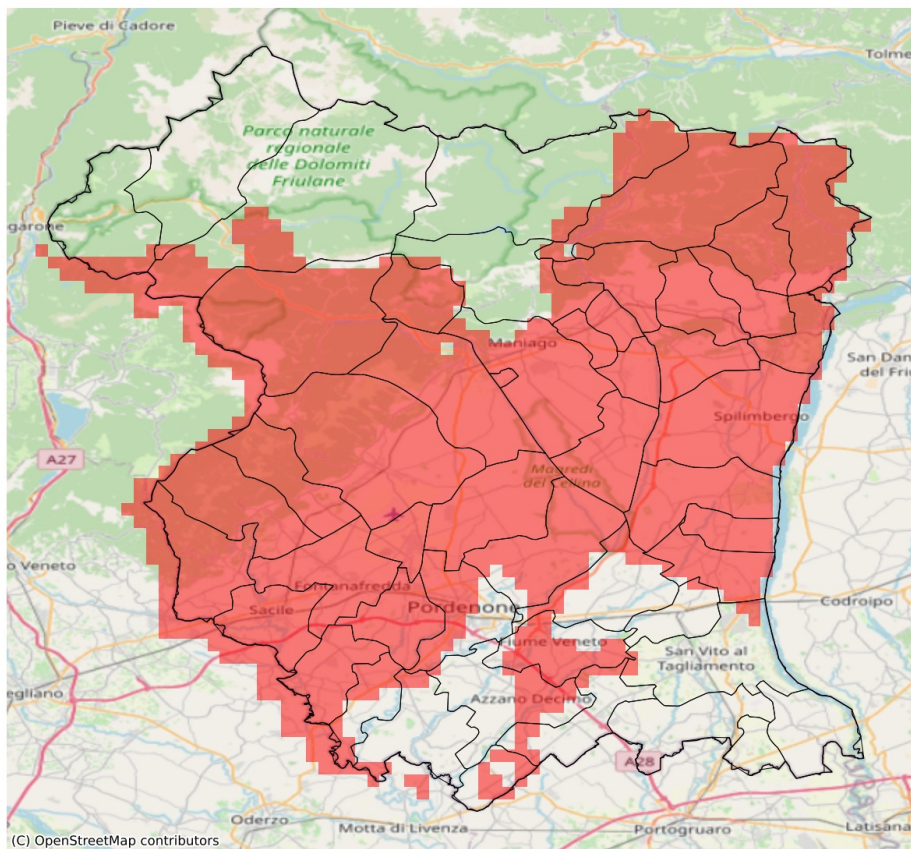 Pieve di Cadore
Tolme
Parco naturale
regionale
delle Dolomiti
Friulane
garone
Maniago
San Dan
del Friu
Spilimbergo
A27
Magredi
del Cellina
o Veneto
Fontanafredda
Sacile
Pordenone
Codroipo
Fiume Veneto
San Vito al
Tagliamento
egliano
Azzano Decimo
A28
Oderzo
Motta di Livenza
Portogruaro
Latisana
(C) OpenStreetMap contributors